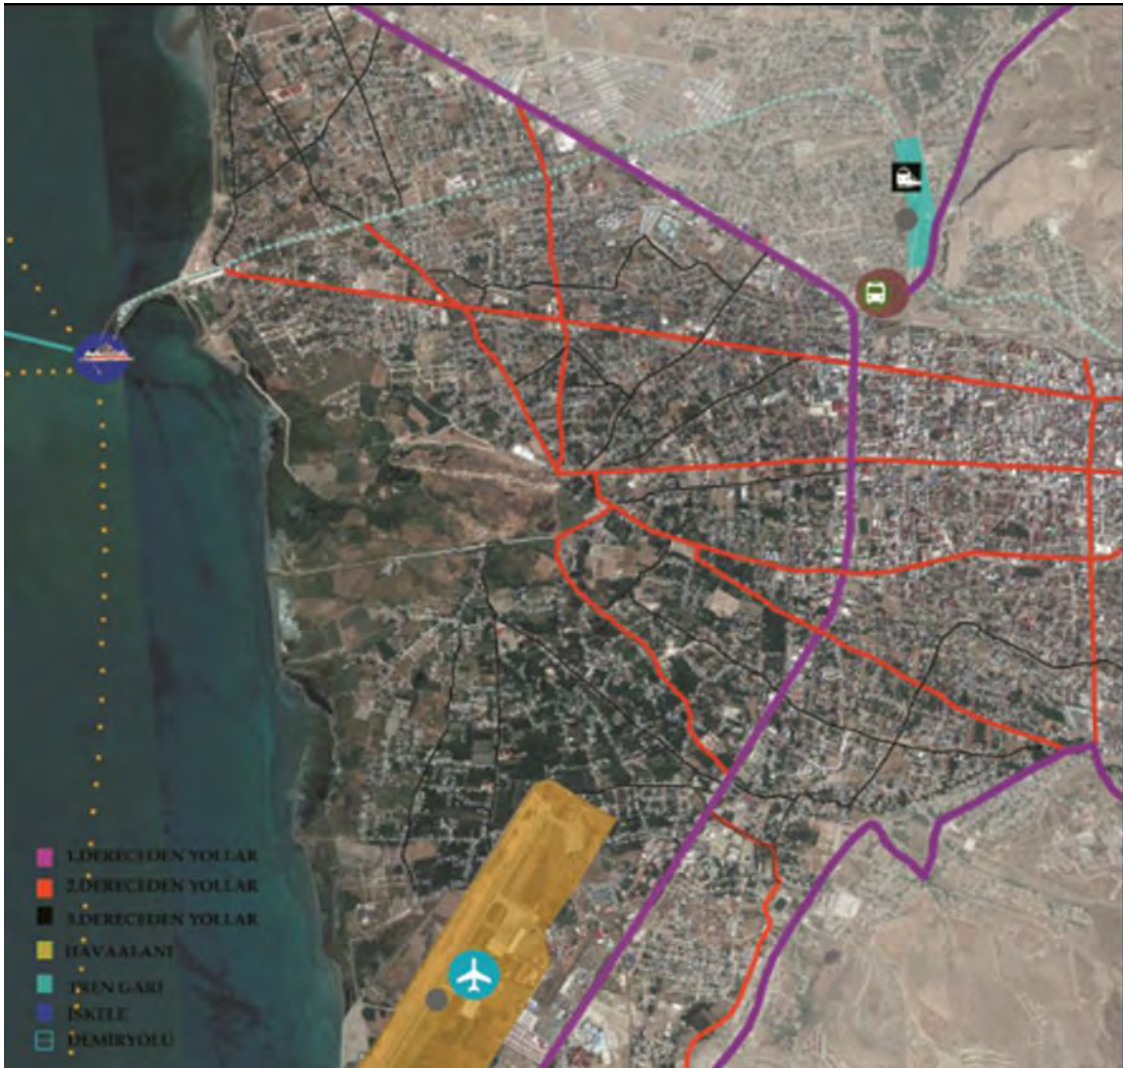 1.DERECEDEN YOLLAR
2.DERECEDEN YOLLAR
3.DERECEDEN YOLLAR
HAVAALANI
TREN GARI
İSKELE
DEMİRYOLU